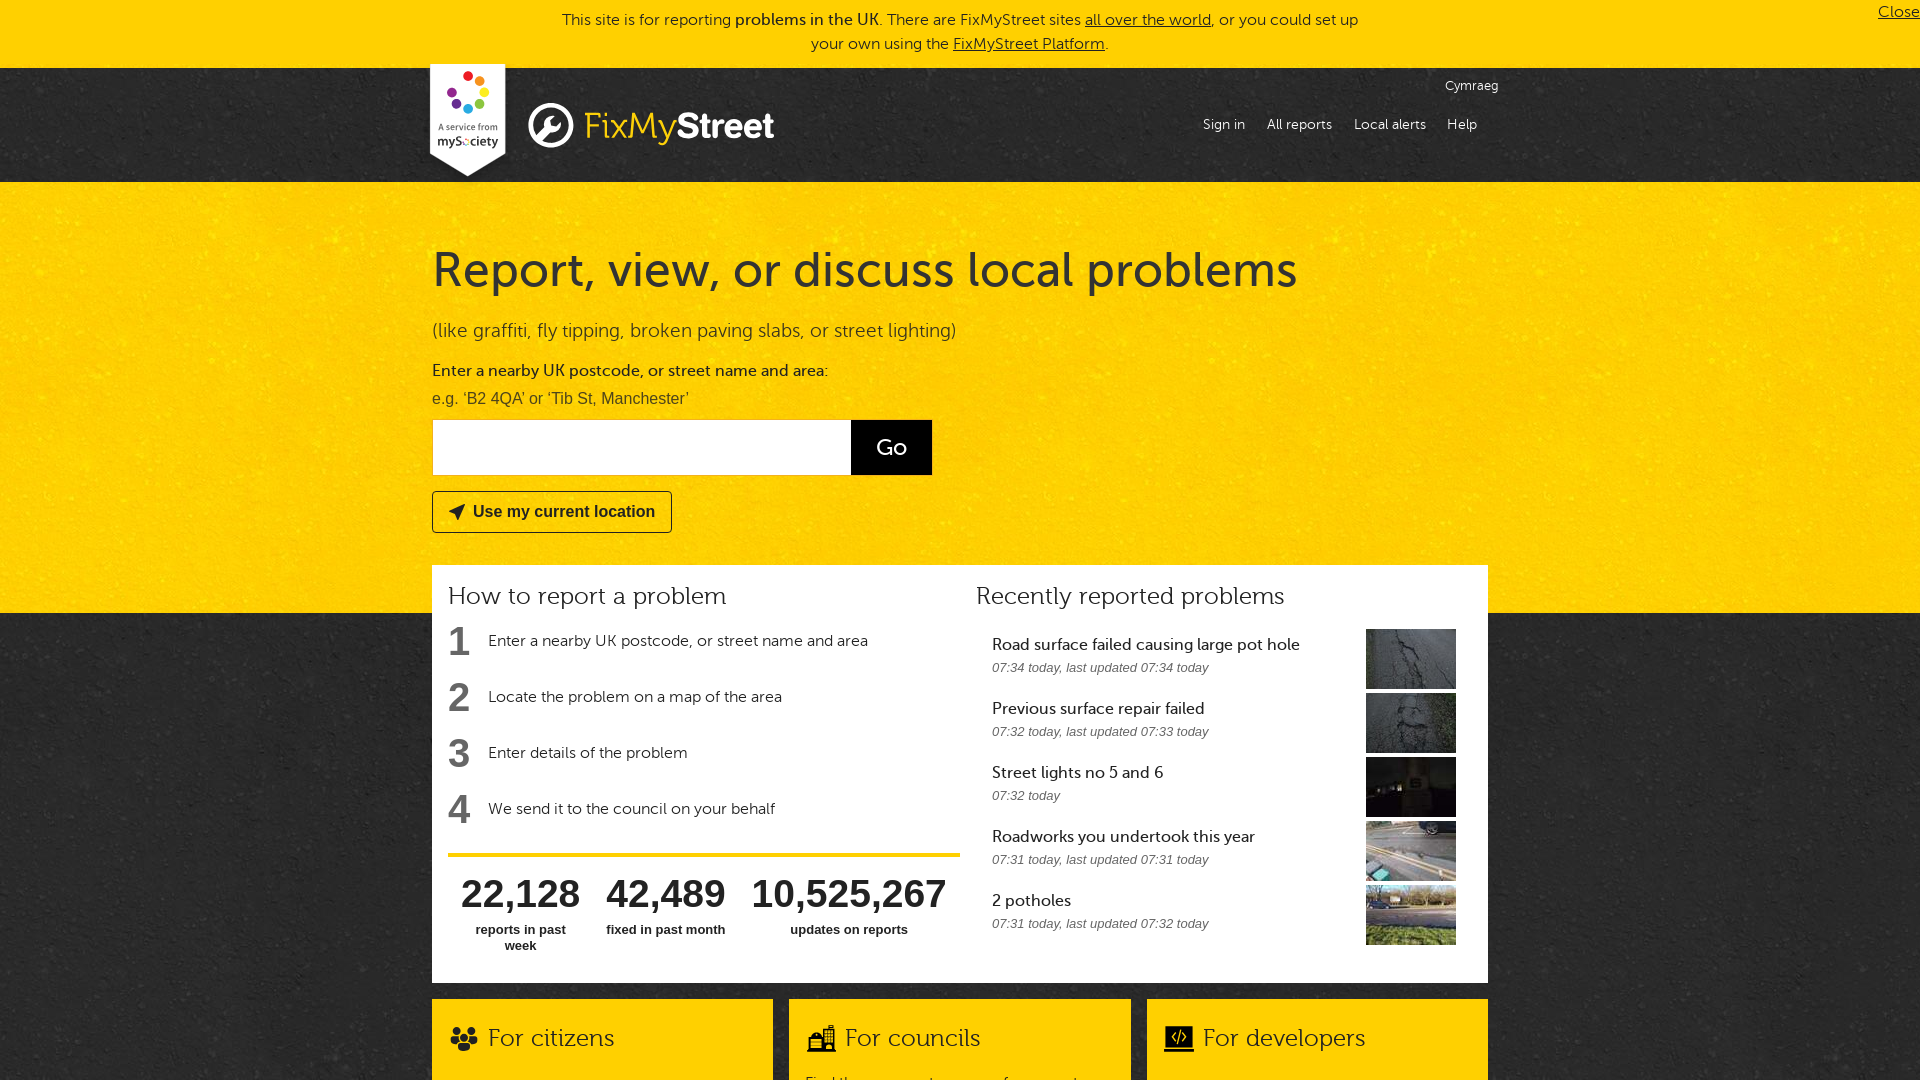 This site is for reporting problems in the UK. There are FixMyStreet sites all over the world, or you could set up
your own using the FixMyStreet Platform.
Close
Cymraeg
A service from
mySociety
FixMyStreet
Sign in
All reports
Local alerts
Help
Report, view, or discuss local problems
(like graffiti, fly tipping, broken paving slabs, or street lighting)
Enter a nearby UK postcode, or street name and area:
e.g. ‘B2 4QA’ or ‘Tib St, Manchester’
Go
Use my current location
How to report a problem
1 Enter a nearby UK postcode, or street name and area
2 Locate the problem on a map of the area
3 Enter details of the problem
4 We send it to the council on your behalf
22,128
reports in past
week
42,489
fixed in past month
10,525,267
updates on reports
Recently reported problems
Road surface failed causing large pot hole
07:34 today, last updated 07:34 today
Previous surface repair failed
07:32 today, last updated 07:33 today
Street lights no 5 and 6
07:32 today
Roadworks you undertook this year
07:31 today, last updated 07:31 today
2 potholes
07:31 today, last updated 07:32 today
For citizens
For councils
For developers